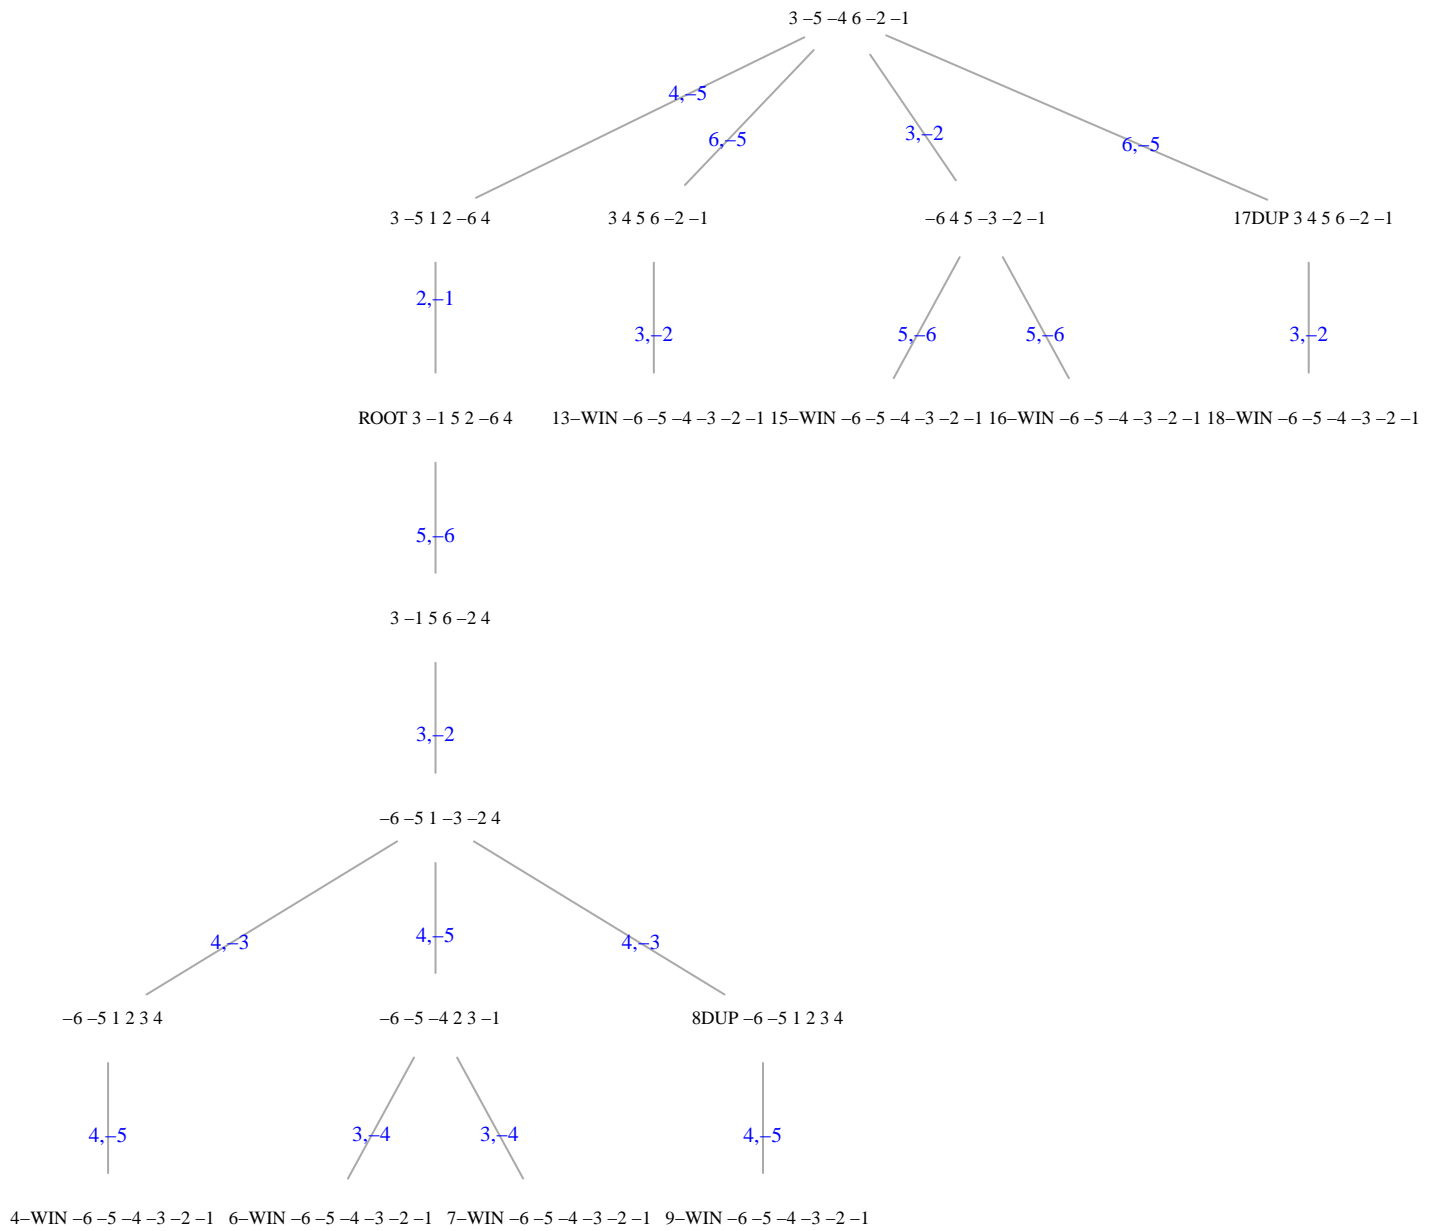 3 –5 –4 6 –2 –1
4,–5
6,–5
3,–2
6,–5
3 –5 1 2 –6 4
3 4 5 6 –2 –1
–6 4 5 –3 –2 –1
17DUP 3 4 5 6 –2 –1
2,–1
3,–2
5,–6
5,–6
3,–2
ROOT 3 –1 5 2 –6 4
13–WIN –6 –5 –4 –3 –2 –1
15–WIN –6 –5 –4 –3 –2 –1
16–WIN –6 –5 –4 –3 –2 –1
18–WIN –6 –5 –4 –3 –2 –1
5,–6
3 –1 5 6 –2 4
3,–2
–6 –5 1 –3 –2 4
4,–3
4,–5
4,–3
–6 –5 1 2 3 4
–6 –5 –4 2 3 –1
8DUP –6 –5 1 2 3 4
4,–5
3,–4
3,–4
4,–5
4–WIN –6 –5 –4 –3 –2 –1
6–WIN –6 –5 –4 –3 –2 –1
7–WIN –6 –5 –4 –3 –2 –1
9–WIN –6 –5 –4 –3 –2 –1